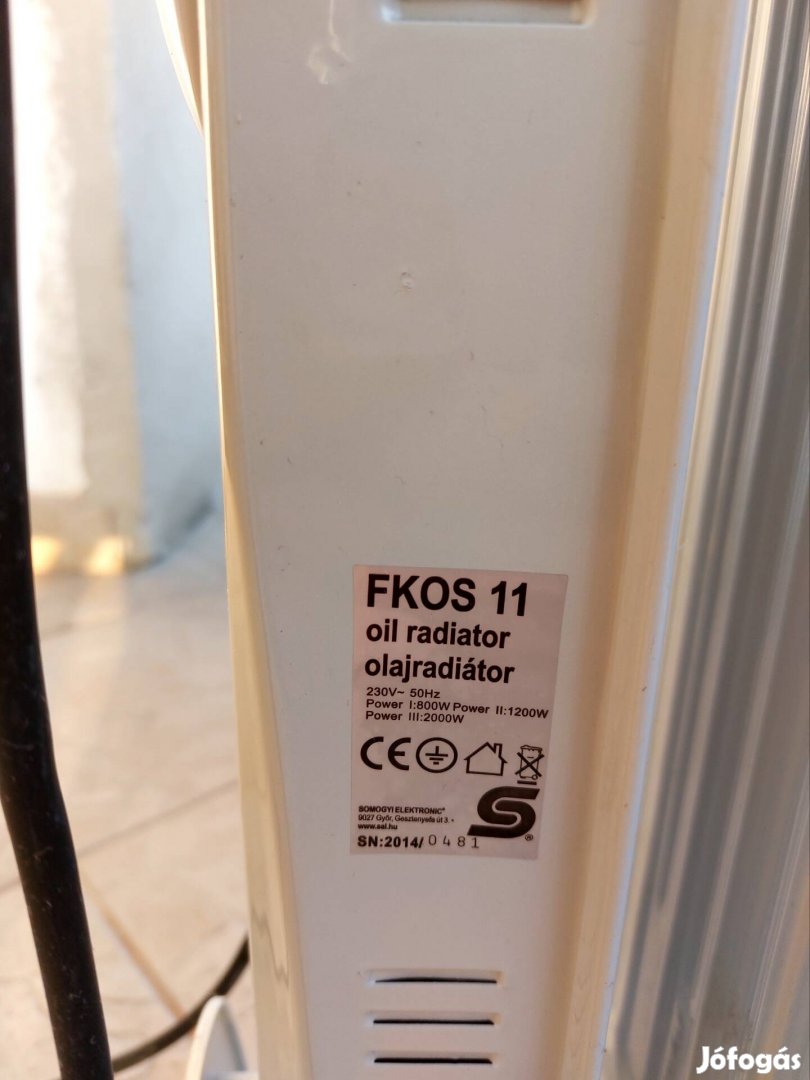 FKOS 11
oil radiator
olajradiátor
230V~ 50Hz
Power I:800W Power II:1200W
Power III:2000W
CE
SOMOGYI ELEKTRONIC®
9027 Győr, Gesztenyefa út 3. •
www.sal.hu
S®
SN:2014/0481
Jófogás